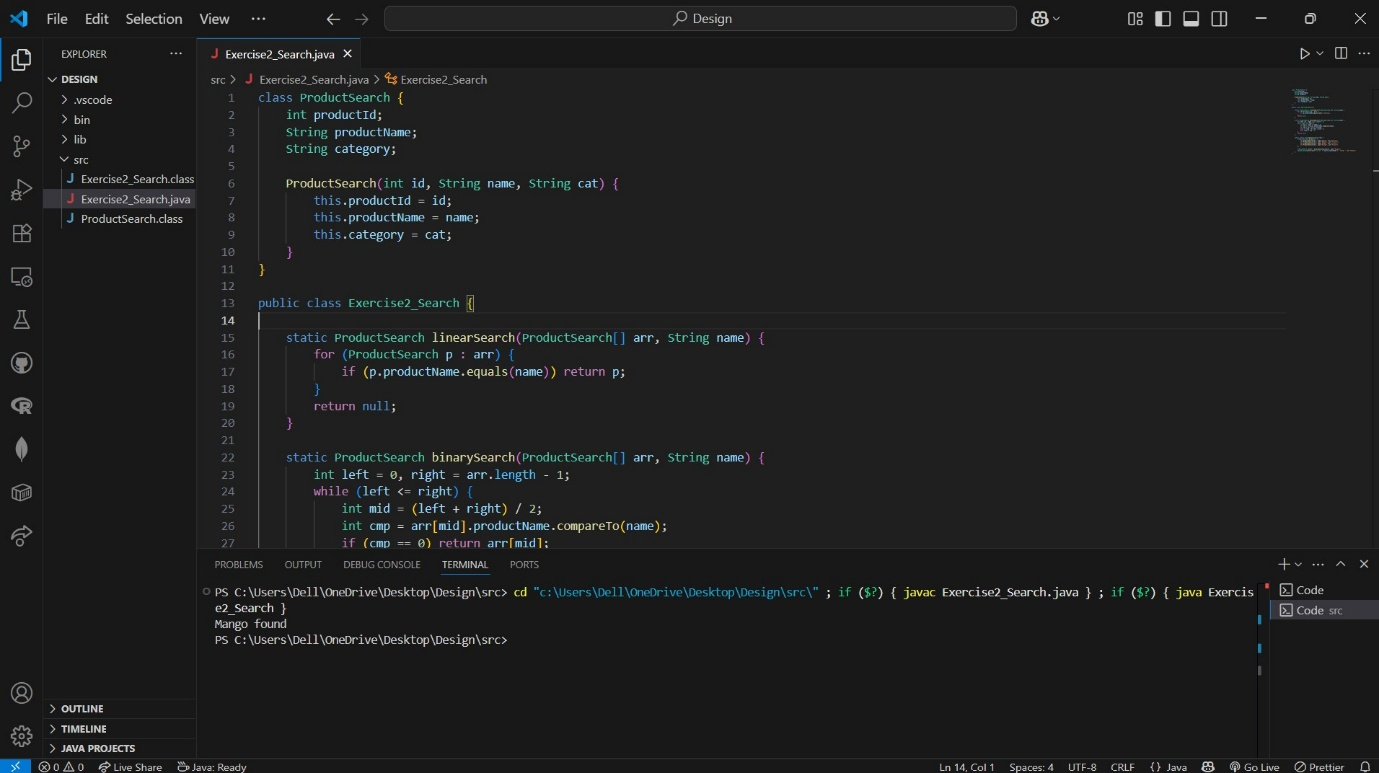 File Edit Selection View ··· Design
EXPLORER ···
DESIGN
.vscode
bin
lib
src
Exercise2_Search.class
Exercise2_Search.java
ProductSearch.class
OUTLINE
TIMELINE
JAVA PROJECTS
J Exercise2_Search.java
src > J Exercise2_Search.java > Exercise2_Search
1 class ProductSearch {
2 int productId;
3 String productName;
4 String category;
5
6 ProductSearch(int id, String name, String cat) {
7 this.productId = id;
8 this.productName = name;
9 this.category = cat;
10 }
11 }
12
13 public class Exercise2_Search {
14
15 static ProductSearch linearSearch(ProductSearch[] arr, String name) {
16 for (ProductSearch p : arr) {
17 if (p.productName.equals(name)) return p;
18 }
19 return null;
20 }
21
22 static ProductSearch binarySearch(ProductSearch[] arr, String name) {
23 int left = 0, right = arr.length - 1;
24 while (left <= right) {
25 int mid = (left + right) / 2;
26 int cmp = arr[mid].productName.compareTo(name);
27 if (cmp == 0) return arr[mid];
PROBLEMS OUTPUT DEBUG CONSOLE TERMINAL PORTS
PS C:\Users\Dell\OneDrive\Desktop\Design\src> cd "c:\Users\Dell\OneDrive\Desktop\Design\src\" ; if ($?) { javac Exercise2_Search.java } ; if ($?) { java Exercis
e2_Search }
Mango found
PS C:\Users\Dell\OneDrive\Desktop\Design\src>
Code
Code src
0 0 Live Share Java: Ready Ln 14, Col 1 Spaces: 4 UTF-8 CRLF {} Java Go Live Prettier